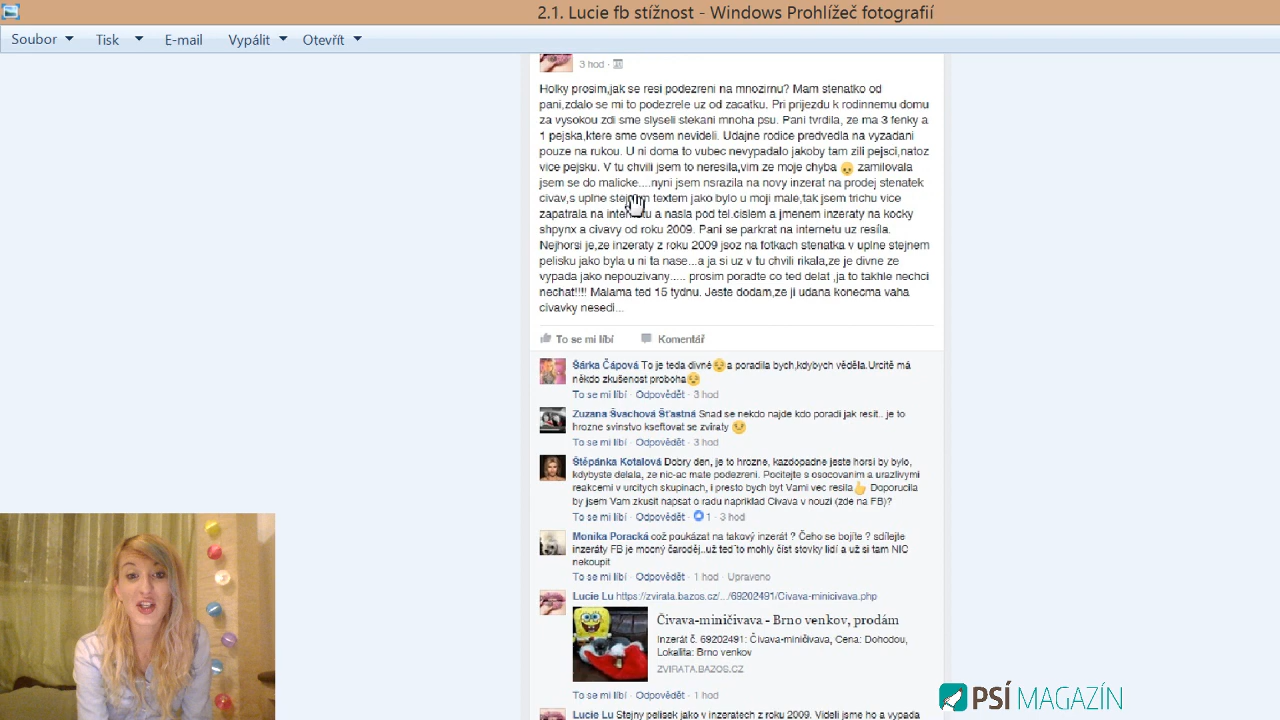 2.1. Lucie fb stížnost - Windows Prohlížeč fotografií
Soubor Tisk E-mail Vypálit Otevřít
3 hod ·
Holky prosim,jak se resi podezreni na mnozirnu? Mam stenatko od
pani,zdalo se mi to podezrele uz od zacatku. Pri prijezdu k rodinnemu domu
za vysokou zdi sme slyseli stekani mnoha psu. Pani tvrdila, ze ma 3 fenky a
1 pejska,ktere sme ovsem nevideli. Udajne rodice predvedla na vyzadani
pouze na rukou. U ni doma to vubec nevypadalo jakoby tam zili pejsci,natoz
vice pejsku. V tu chvili jsem to neresila,vim ze moje chyba 😞 zamilovala
jsem se do malicke....nyni jsem nsrazila na novy inzerat na prodej stenatek
civav,s uplne stejnym textem jako bylo u moji male,tak jsem trichu vice
zapatrala na internetu a nasla pod tel.cislem a jmenem inzeraty na kocky
shpynx a civavy od roku 2009. Pani se parkrat na internetu uz resila.
Nejhorsi je,ze inzeraty z roku 2009 jsoz na fotkach stenatka v uplne stejnem
pelisku jako byla u ni ta nase...a ja si uz v tu chvili rikala,ze je divne ze
vypada jako nepouzivany..... prosim poradte co ted delat ,ja to takhle nechci
nechat!!!! Malama ted 15 tydnu. Jeste dodam,ze ji udana konecma vaha
civavky nesedi...
To se mi líbí Komentář
Šárka Čápová To je teda divné😔a poradila bych,kdybych věděla.Urcitě má
někdo zkušenost proboha😔
To se mi líbí · Odpovědět · 3 hod
Zuzana Švachová Šťastná Snad se nekdo najde kdo poradi jak resit.. je to
hrozne svinstvo kseftovat se zviraty 😠
To se mi líbí · Odpovědět · 3 hod
Štěpánka Kotalová Dobry den, je to hrozne, kazdopadne jeste horsi by bylo,
kdybyste delala, ze nic-ac mate podezreni. Pocitejte s osocovanim a urazlivymi
reakcemi v urcitych skupinach, i presto bych byt Vami vec resila👍 Doporucila
by jsem Vam zkusit napsat o radu napriklad Civava v nouzi (zde na FB)?
To se mi líbí · Odpovědět · 1 · 3 hod
Monika Poracká což poukázat na takový inzerát ? Čeho se bojíte ? sdílejte
inzeráty FB je mocný čaroděj..už teď to mohly číst stovky lidí a už si tam NIC
nekoupit
To se mi líbí · Odpovědět · 1 hod · Upraveno
Lucie Lu https://zvirata.bazos.cz/.../69202491/Civava-minicivava.php
Čivava-miničivava - Brno venkov, prodám
Inzerát č. 69202491: Čivava-miničivava, Cena: Dohodou,
Lokalita: Brno venkov
ZVIRATA.BAZOS.CZ
To se mi líbí · Odpovědět · 1 hod
Lucie Lu Stejny pelisek jako v inzeratech z roku 2009. Videli jsme ho a vypada
PSÍ MAGAZÍN